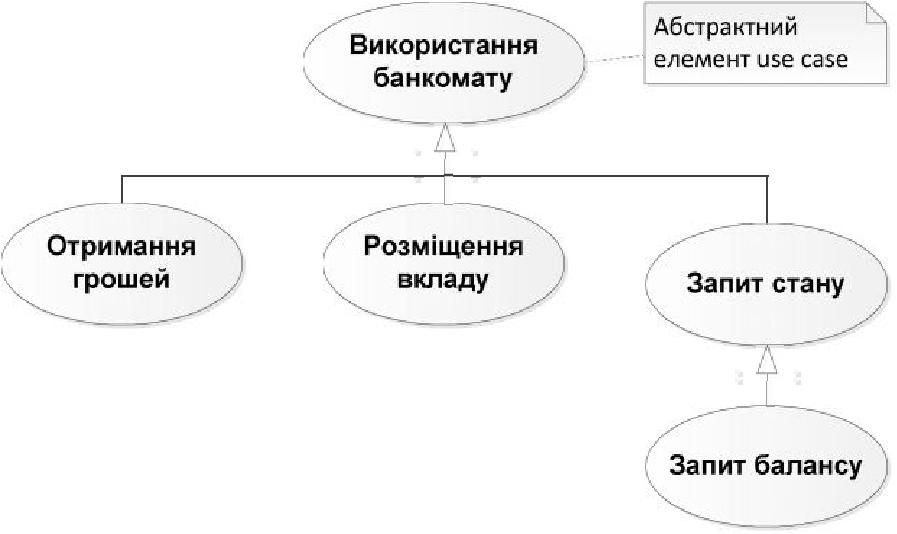 Використання
банкомату
Абстрактний
елемент use case
Отримання
грошей
Розміщення
вкладу
Запит стану
Запит балансу